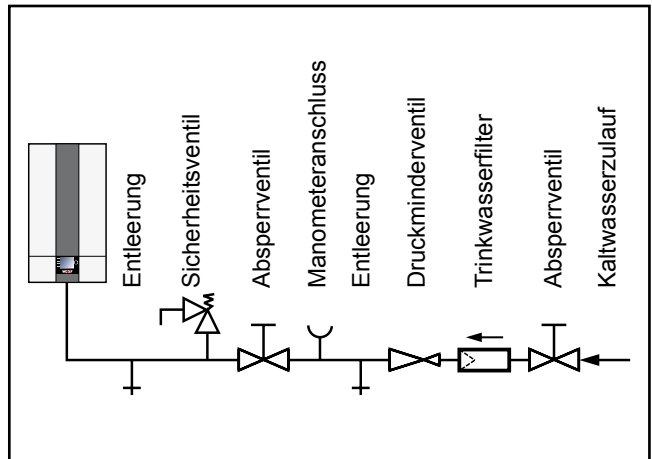 Entleerung
Sicherheitsventil
Absperrventil
Manometeranschluss
Entleerung
Druckminderventil
Trinkwasserfilter
Absperrventil
Kaltwasserzulauf